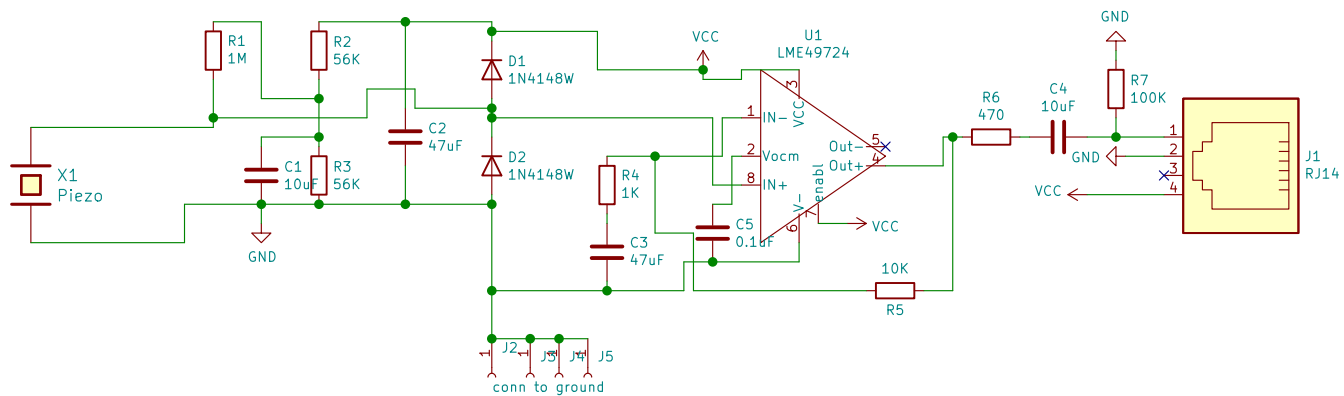 GND
U1
LME49724
VCC
R1
1M
R2
56K
D1
1N4148W
3
VCC
R6
470
C4
10uF
R7
100K
1
IN-
C2
47uF
5
Out-
4
Out+
2
Vocm
8
IN+
enabl
7
V-
6
VCC
X1
Piezo
C1
10uF
R3
56K
D2
1N4148W
R4
1K
GND
VCC
1
2
3
4
J1
RJ14
GND
C3
47uF
C5
0.1uF
10K
R5
1
J2
1
J3
1
J4
1
J5
conn to ground